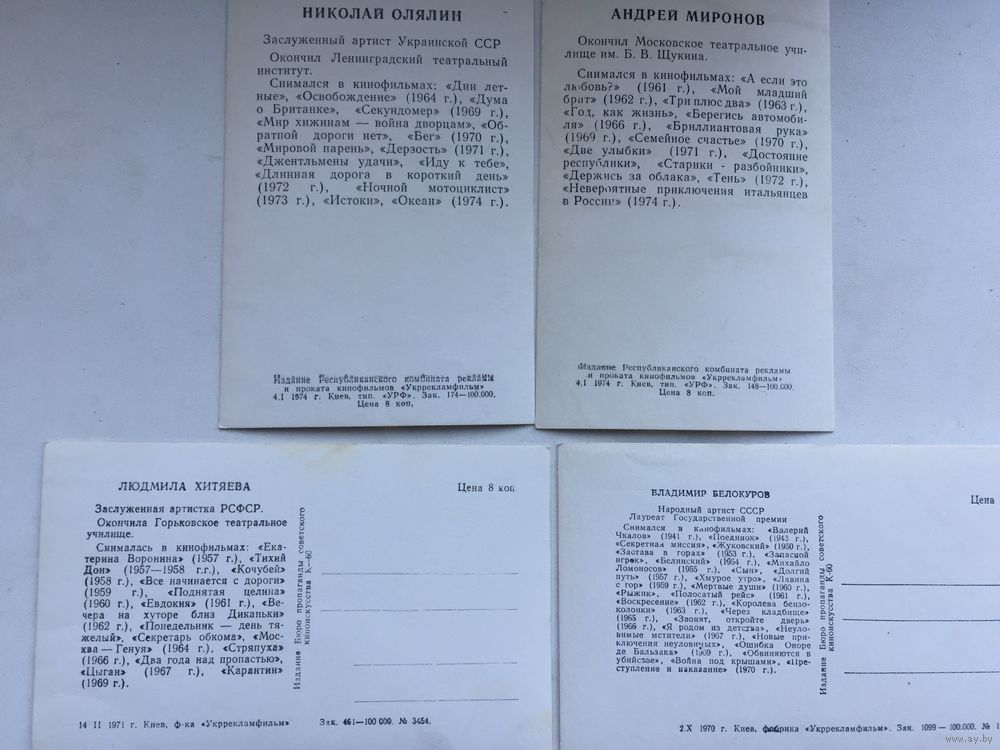 НИКОЛАЙ ОЛЯЛИН
Заслуженный артист Украинской ССР
Окончил Ленинградский театральный
институт.
Снимался в кинофильмах: «Дни лет-
ные», «Освобождение» (1964 г.), «Дума
о Британке», «Секундомер» (1969 г.),
«Мир хижинам — война дворцам», «Об-
ратной дороги нет», «Бег» (1970 г.),
«Мировой парень», «Дерзость» (1971 г.),
«Джентльмены удачи», «Иду к тебе»,
«Длинная дорога в короткий день»
(1972 г.), «Ночной мотоциклист»
(1973 г.), «Истоки», «Океан» (1974 г.).
Издание Республиканского комбината рекламы
и проката кинофильмов «Укррекламфильм»
4.I 1974 г. Киев, тип. «УРФ». Зак. 174—100.000.
Цена 8 коп,
АНДРЕЙ МИРОНОВ
Окончил Московское театральное учи-
лище им. Б. В. Щукина.
Снимался в кинофильмах: «А если это
любовь?» (1961 г.), «Мой младший
брат» (1962 г.), «Три плюс два» (1963 г.),
«Год, как жизнь», «Берегись автомоби-
ля» (1966 г.), «Бриллиантовая рука»
(1969 г.), «Семейное счастье» (1970 г.),
«Две улыбки» (1971 г.), «Достояние
республики», «Старики - разбойники»,
«Держись за облака», «Тень» (1972 г.),
«Невероятные приключения итальянцев
в России» (1974 г.).
Издание Республиканского комбината рекламы
и проката кинофильмов «Укррекламфильм»
4.I 1974 г. Киев, тип. «УРФ». Зак. 148—100.000.
Цена 8 коп.
ЛЮДМИЛА ХИТЯЕВА
Цена 8 коп
Заслуженная артистка РСФСР.
Окончила Горьковское театральное
училище.
Снималась в кинофильмах: «Ека-
терина Воронина» (1957 г.), «Тихий
Дон» (1957—1958 г.г.), «Кочубей»
(1958 г.), «Все начинается с дороги»
(1959 г.), «Поднятая целина»
(1960 г.), «Евдокия» (1961 г.), «Ве-
чера на хуторе близ Диканьки»
(1962 г.), «Понедельник — день тя-
желый», «Секретарь обкома», «Мос-
ква — Генуя» (1964 г.). «Стряпуха»
(1966 г.), «Два года над пропастью»,
«Цыган» (1967 г.), «Карантин»
(1969 г.).
Издание Бюро пропаганды советского
киноискусства К-66
14 II 1971 г. Киев, ф-ка «Укррекламфильм» Зак. 461—100 000. № 3454.
ВЛАДИМИР БЕЛОКУРОВ
Цена
Народный артист СССР
Лауреат Государственной премии
Снимался в кинофильмах: «Валерий
Чкалов» (1941 г.), «Поединок» (1945 г.),
«Секретная миссия», «Жуковский» (1950 г.),
«Застава в горах» (1953 г.), «Запасной
игрок», «Белинский» (1954 г.), «Михайло
Ломоносов» (1955 г.), «Сын», «Долгий
путь» (1957 г.), «Хмурое утро», «Лавина
с гор» (1959 г.), «Мертвые души» (1960 г.),
«Рыжик», «Полосатый рейс» (1961 г.),
«Воскресение» (1962 г.), «Королева бензо-
колонки» (1963 г.), «Через кладбище»
(1965 г.), «Звонят, откройте дверь»
(1966 г.), «Я родом из детства», «Неуло-
вимые мстители» (1967 г.), «Новые при-
ключения неуловимых», «Ошибка Оноре
де Бальзака» (1969 г.), «Обвиняются в
убийстве», «Война под крышами», «Пре-
ступление и наказание» (1970 г.).
Издание Бюро пропаганды советского
киноискусства К-60
2.X 1970 г. Киев, фабрика «Укррекламфильм». Зак. 1099—100.000. № 1
www.ay.by